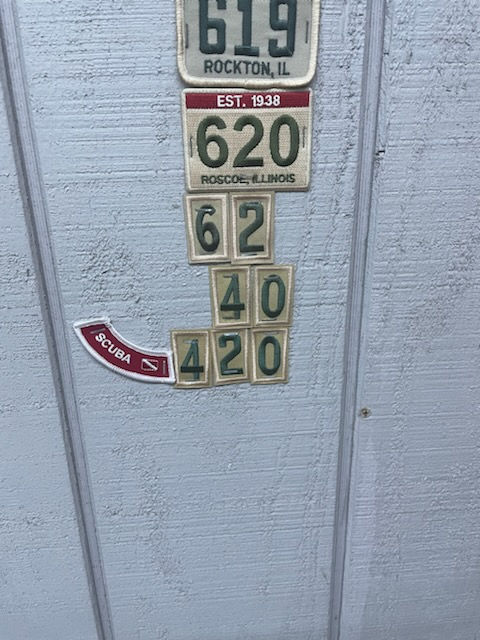 619
ROCKTON, IL
EST. 1938
620
ROSCOE, ILLINOIS
62
40
SCUBA
420